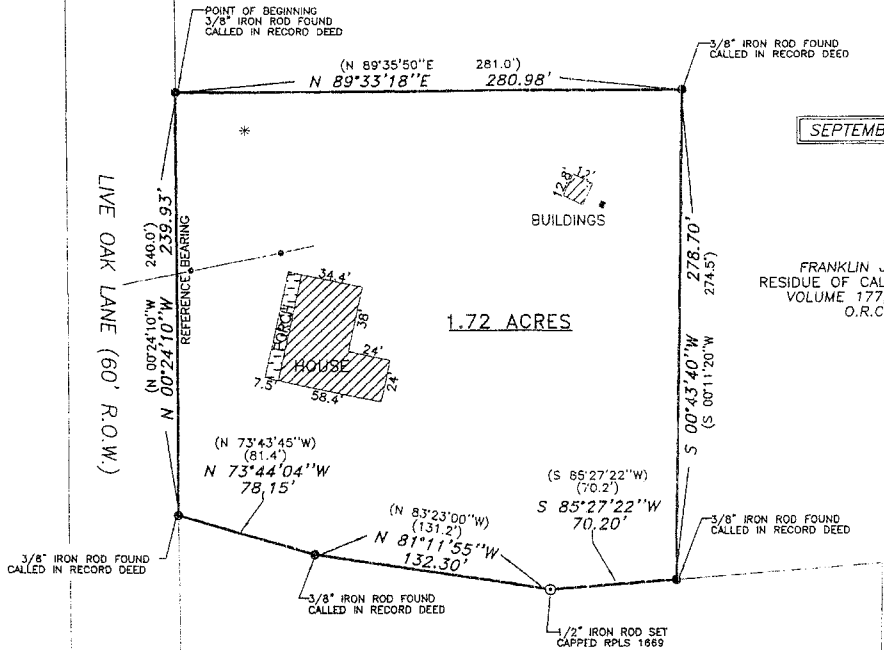 POINT OF BEGINNING
3/8" IRON ROD FOUND
CALLED IN RECORD DEED
3/8" IRON ROD FOUND
CALLED IN RECORD DEED
(N 89°35'50"E 281.0')
N 89°33'18"E 280.98'
SEPTEMB
12.8' 12'
BUILDINGS
LIVE OAK LANE (60' R.O.W.)
(N 00°24'10"W 240.0')
N 00°24'10"W 239.93'
REFERENCE BEARING
278.70'
274.5')
S 00°43'40"W
(S 00°11'20"W
FRANKLIN J
RESIDUE OF CAL
VOLUME 177
O.R.C
1.72 ACRES
34.4'
PORCH
38'
HOUSE
24'
24'
7.5'
58.4'
(N 73°43'45"W)
(81.4')
N 73°44'04"W
78.15'
(N 83°23'00"W)
(131.2')
N 81°11'55"W
132.30'
(S 85°27'22"W)
(70.2')
S 85°27'22"W
70.20'
3/8" IRON ROD FOUND
CALLED IN RECORD DEED
3/8" IRON ROD FOUND
CALLED IN RECORD DEED
3/8" IRON ROD FOUND
CALLED IN RECORD DEED
1/2" IRON ROD SET
CAPPED RPLS 1669